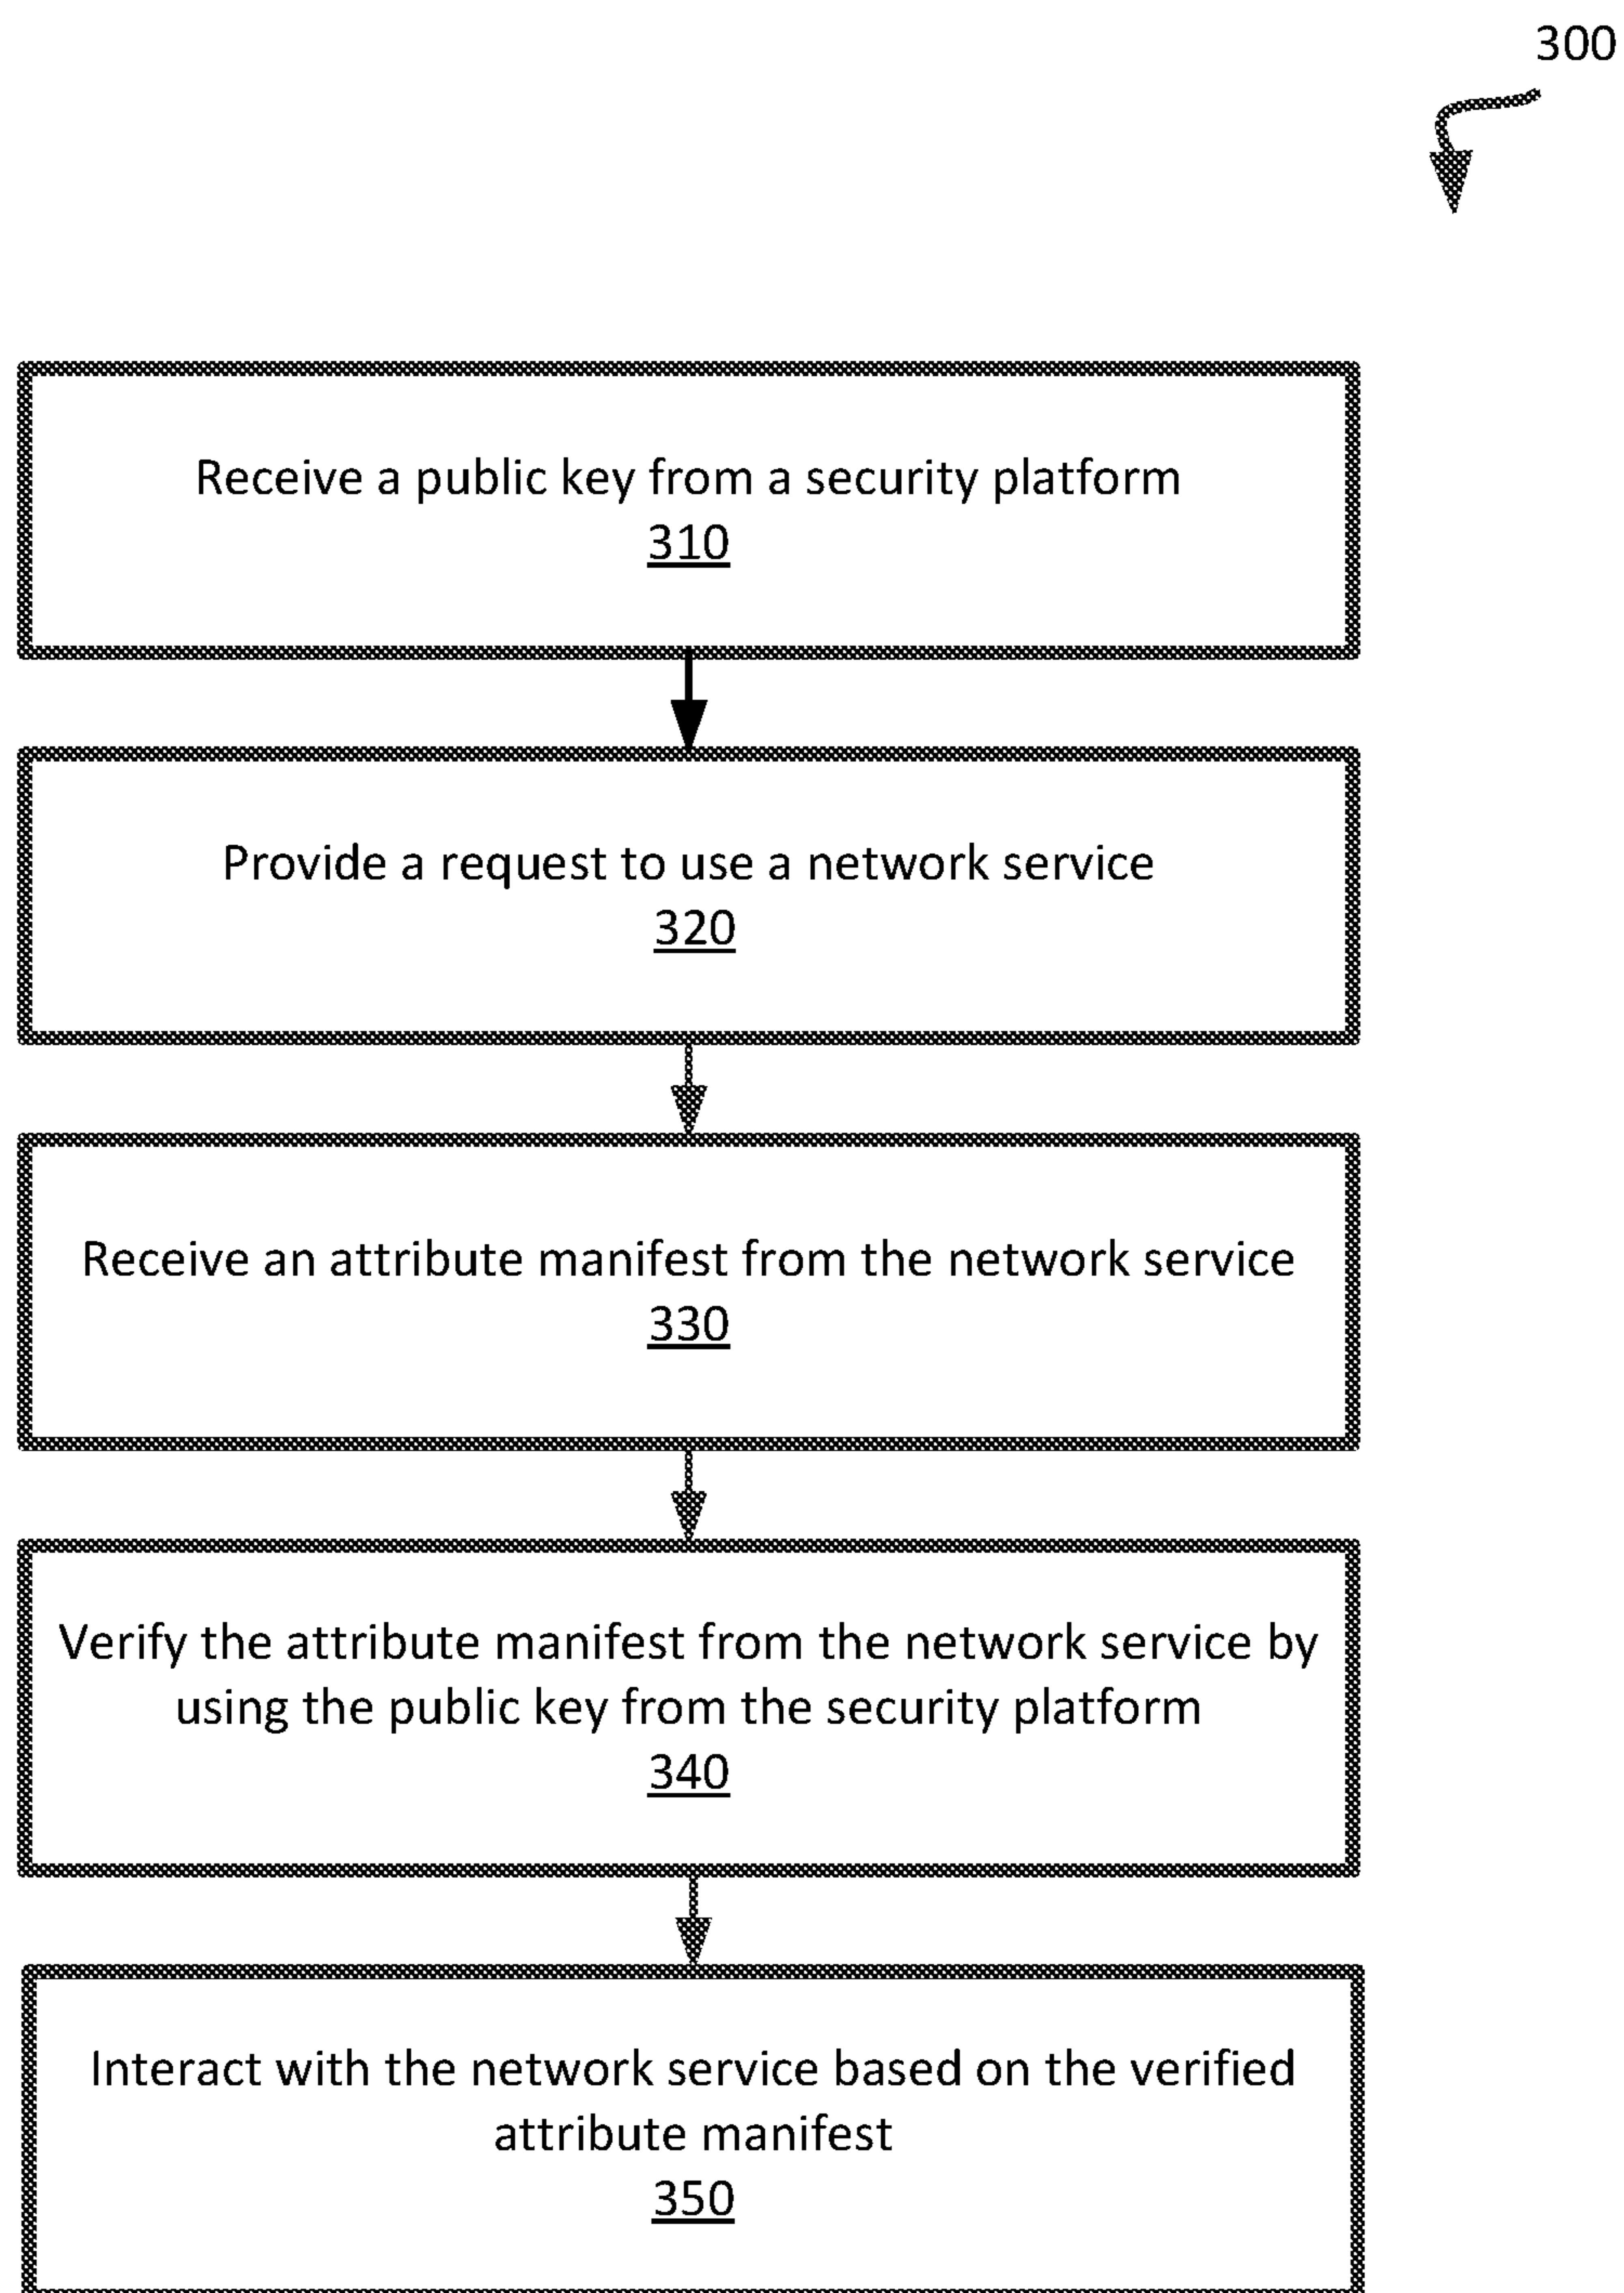 300
Receive a public key from a security platform
310
Provide a request to use a network service
320
Receive an attribute manifest from the network service
330
Verify the attribute manifest from the network service by
using the public key from the security platform
340
Interact with the network service based on the verified
attribute manifest
350